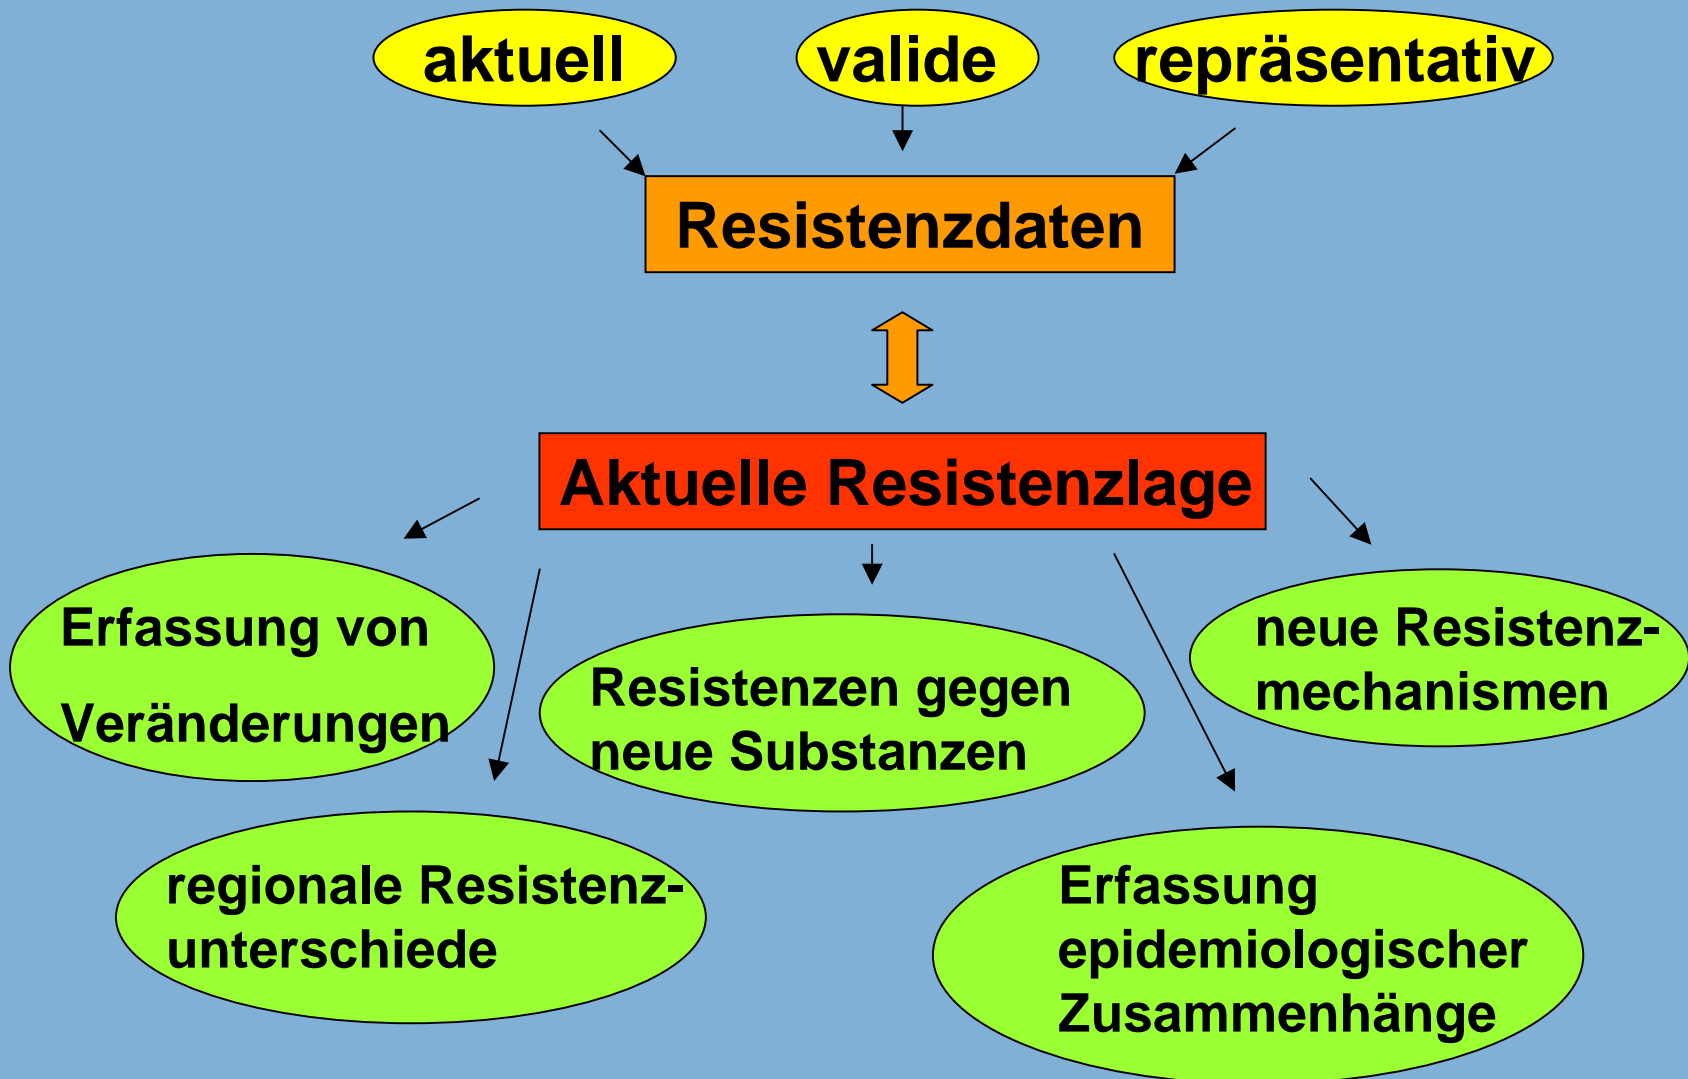 aktuell
valide
repräsentativ
Resistenzdaten
Aktuelle Resistenzlage
Erfassung von
Veränderungen
Resistenzen gegen
neue Substanzen
neue Resistenz-
mechanismen
regionale Resistenz-
unterschiede
Erfassung
epidemiologischer
Zusammenhänge